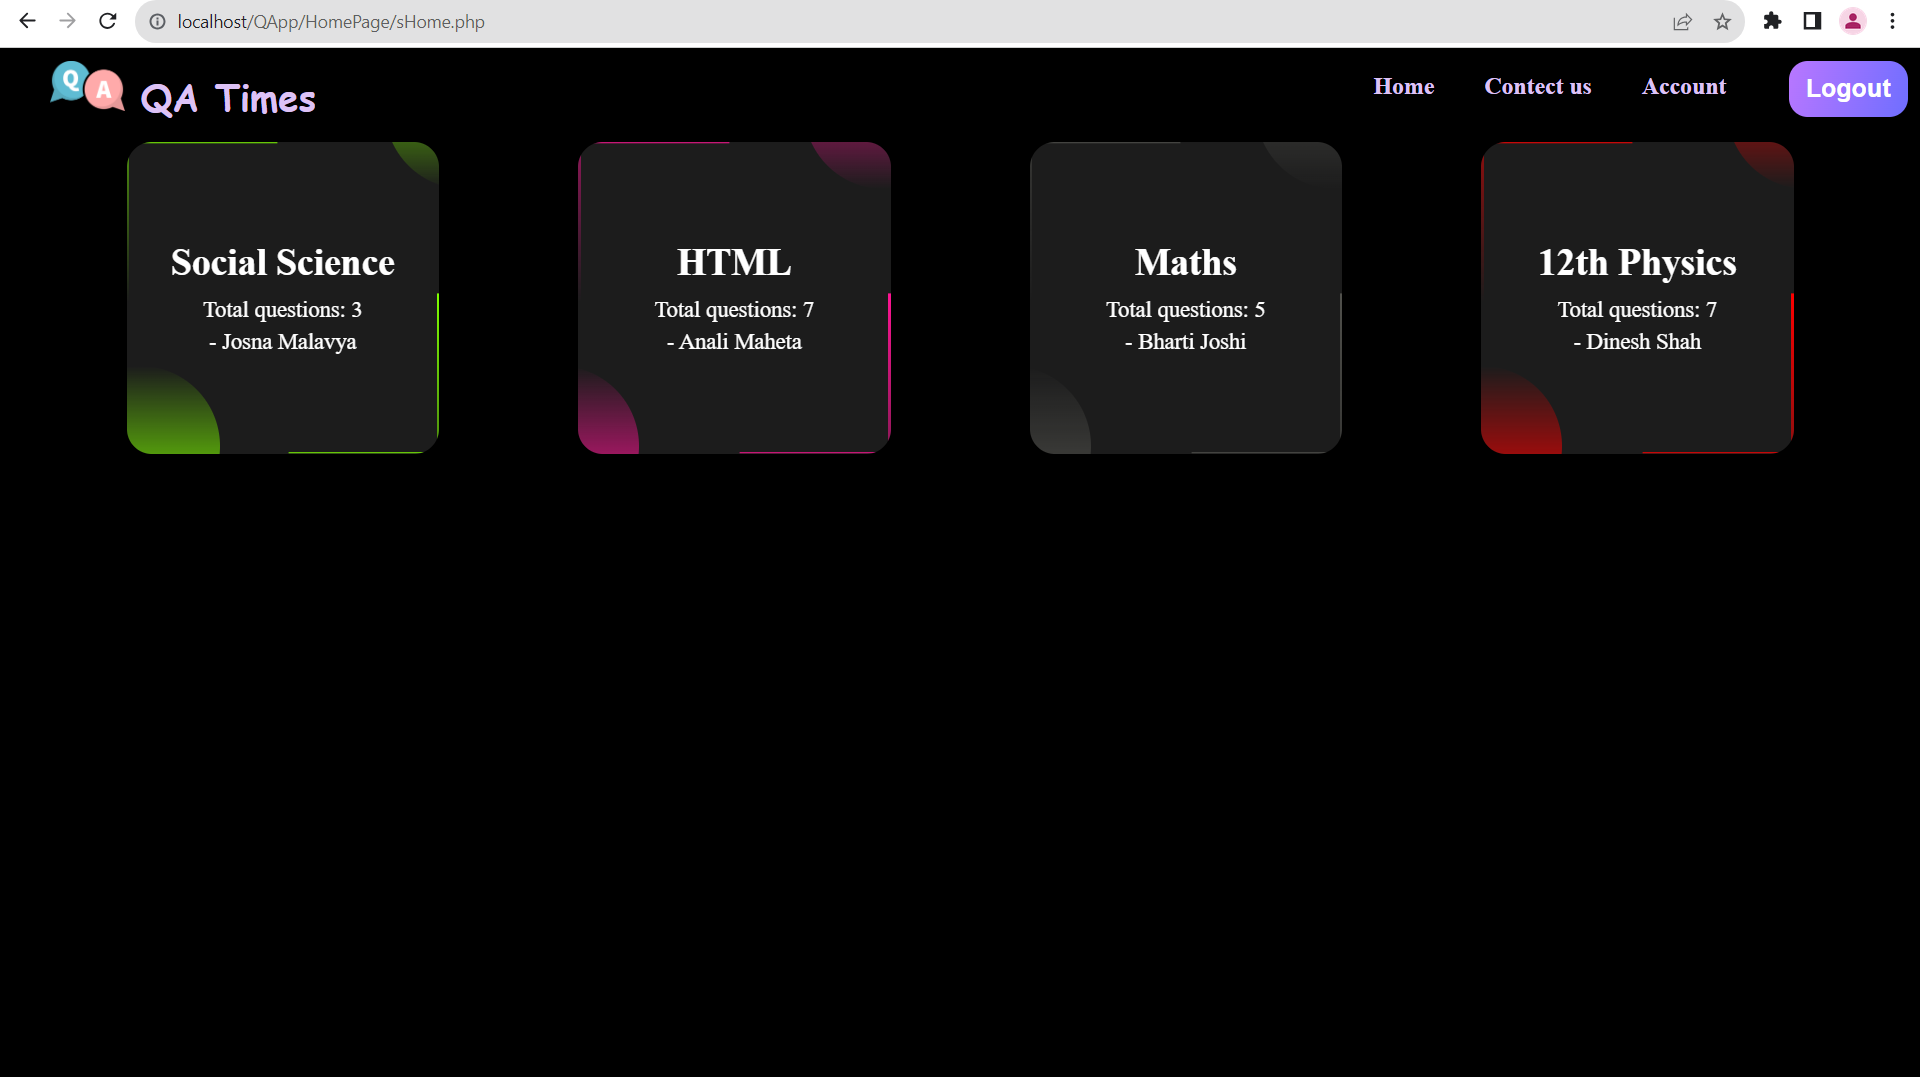 localhost/QApp/HomePage/sHome.php
Q A QA Times Home Contect us Account Logout
Social Science
Total questions: 3
- Josna Malavya
HTML
Total questions: 7
- Anali Maheta
Maths
Total questions: 5
- Bharti Joshi
12th Physics
Total questions: 7
- Dinesh Shah